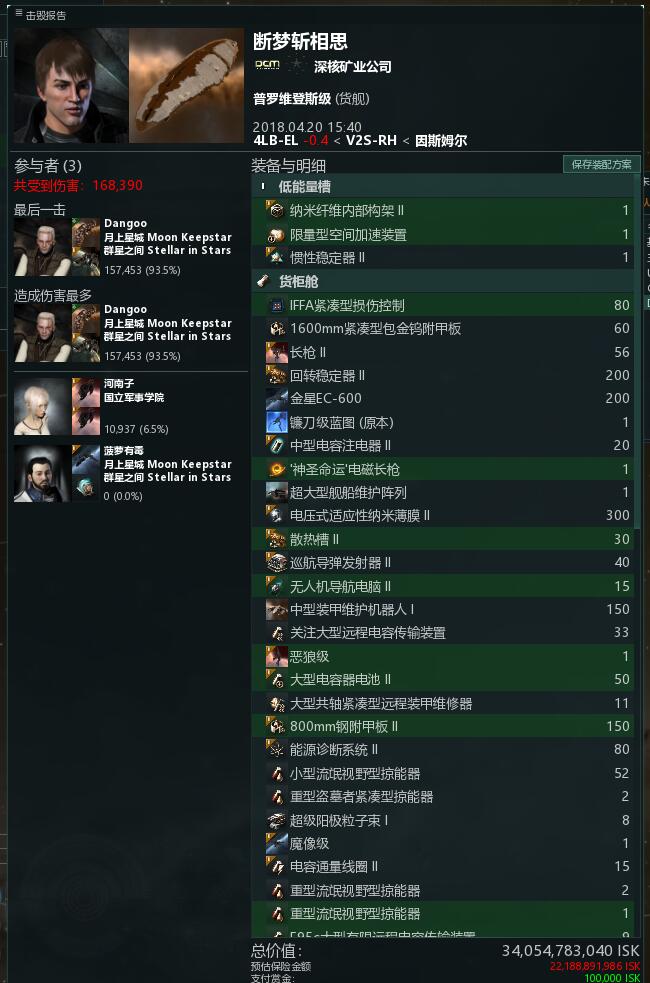 击毁报告
断梦斩相思
DCM 深核矿业公司
普罗维登斯级 (货舰)
2018.04.20 15:40
4LB-EL -0.4 < V2S-RH < 因斯姆尔
参与者 (3)
共受到伤害: 168,390
最后一击
Dangoo
月上星城 Moon Keepstar
群星之间 Stellar in Stars
157,453 (93.5%)
造成伤害最多
Dangoo
月上星城 Moon Keepstar
群星之间 Stellar in Stars
157,453 (93.5%)
河南子
国立军事学院
10,937 (6.5%)
菠萝有毒
月上星城 Moon Keepstar
群星之间 Stellar in Stars
0 (0.0%)
装备与明细
保存装配方案
低能量槽
纳米纤维内部构架 II 1
限量型空间加速装置 1
惯性稳定器 II 1
货柜舱
IFFA紧凑型损伤控制 80
1600mm紧凑型包金钨附甲板 60
长枪 II 56
回转稳定器 II 200
金星EC-600 200
镰刀级蓝图 (原本) 1
中型电容注电器 II 20
'神圣命运'电磁长枪 1
超大型舰船维护阵列 1
电压式适应性纳米薄膜 II 300
散热槽 II 30
巡航导弹发射器 II 40
无人机导航电脑 II 15
中型装甲维护机器人 I 150
关注大型远程电容传输装置 33
恶狼级 1
大型电容器电池 II 50
大型共轴紧凑型远程装甲维修器 11
800mm钢附甲板 II 150
能源诊断系统 II 80
小型流氓视野型掠能器 52
重型盗墓者紧凑型掠能器 2
超级阳极粒子束 I 8
魔像级 1
电容通量线圈 II 15
重型流氓视野型掠能器 2
重型流氓视野型掠能器 1
总价值: 34,054,783,040 ISK
预估保险金额 22,188,891,986 ISK
支付赏金: 100,000 ISK